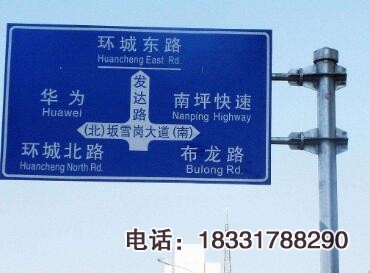 环城东路
Huancheng East Rd.
发达路
华为
Huawei
南坪快速
Nanping Highway
(北)坂雪岗大道(南)
环城北路
Huancheng North Rd.
布龙路
Bulong Rd.
电话：18331788290